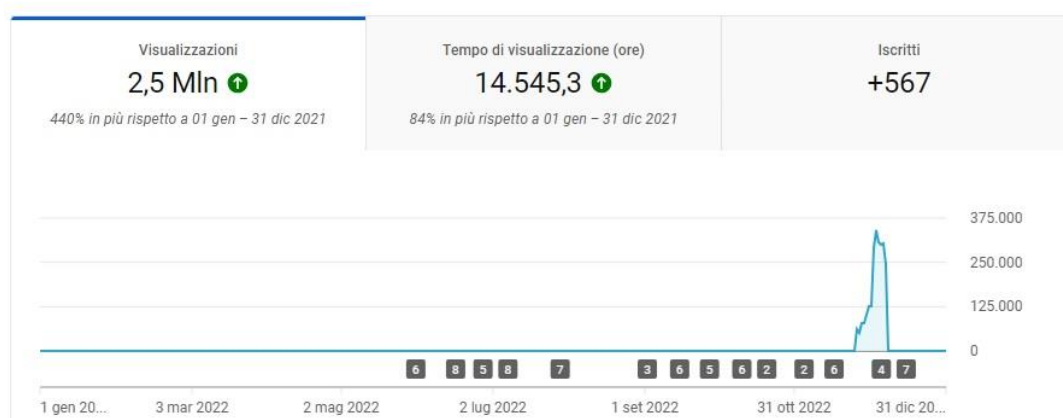 Visualizzazioni
2,5 Mln
440% in più rispetto a 01 gen – 31 dic 2021
Tempo di visualizzazione (ore)
14.545,3
84% in più rispetto a 01 gen – 31 dic 2021
Iscritti
+567
375.000
250.000
125.000
0
6 8 5 8 7 3 6 5 6 2 2 6 4 7
1 gen 20... 3 mar 2022 2 mag 2022 2 lug 2022 1 set 2022 31 ott 2022 31 dic 20...